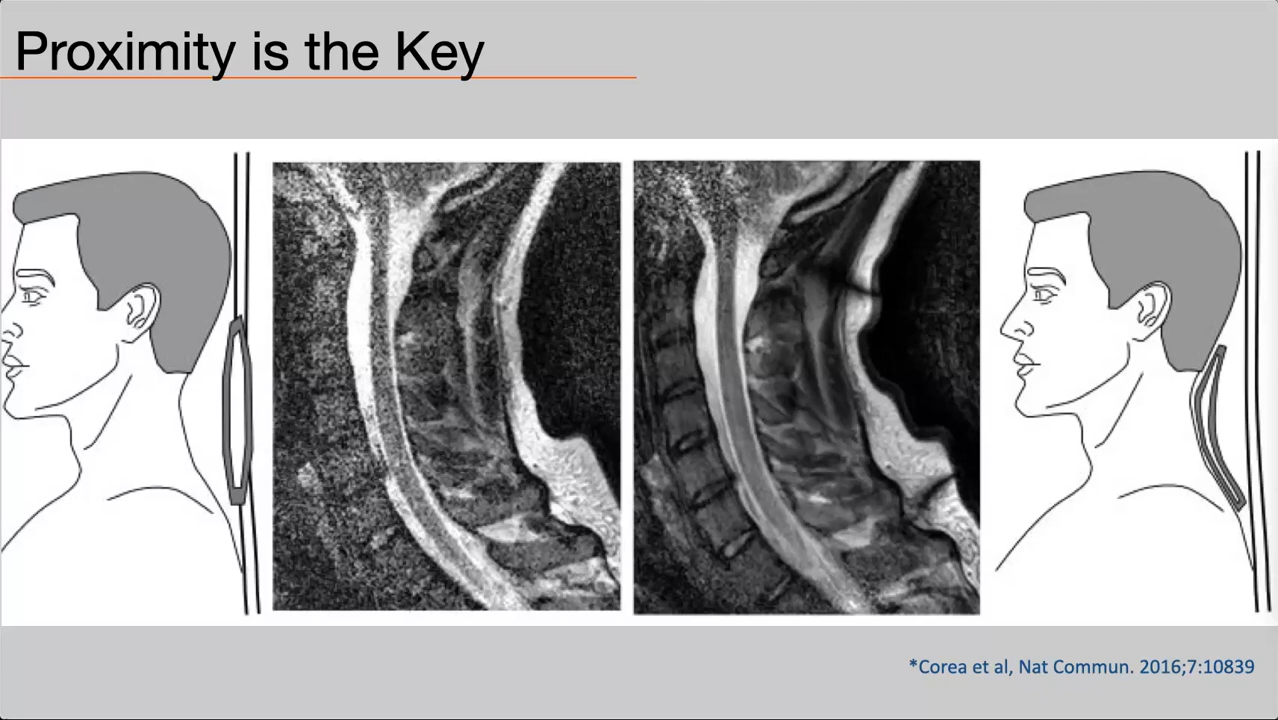 Proximity is the Key
*Corea et al, Nat Commun. 2016;7:10839